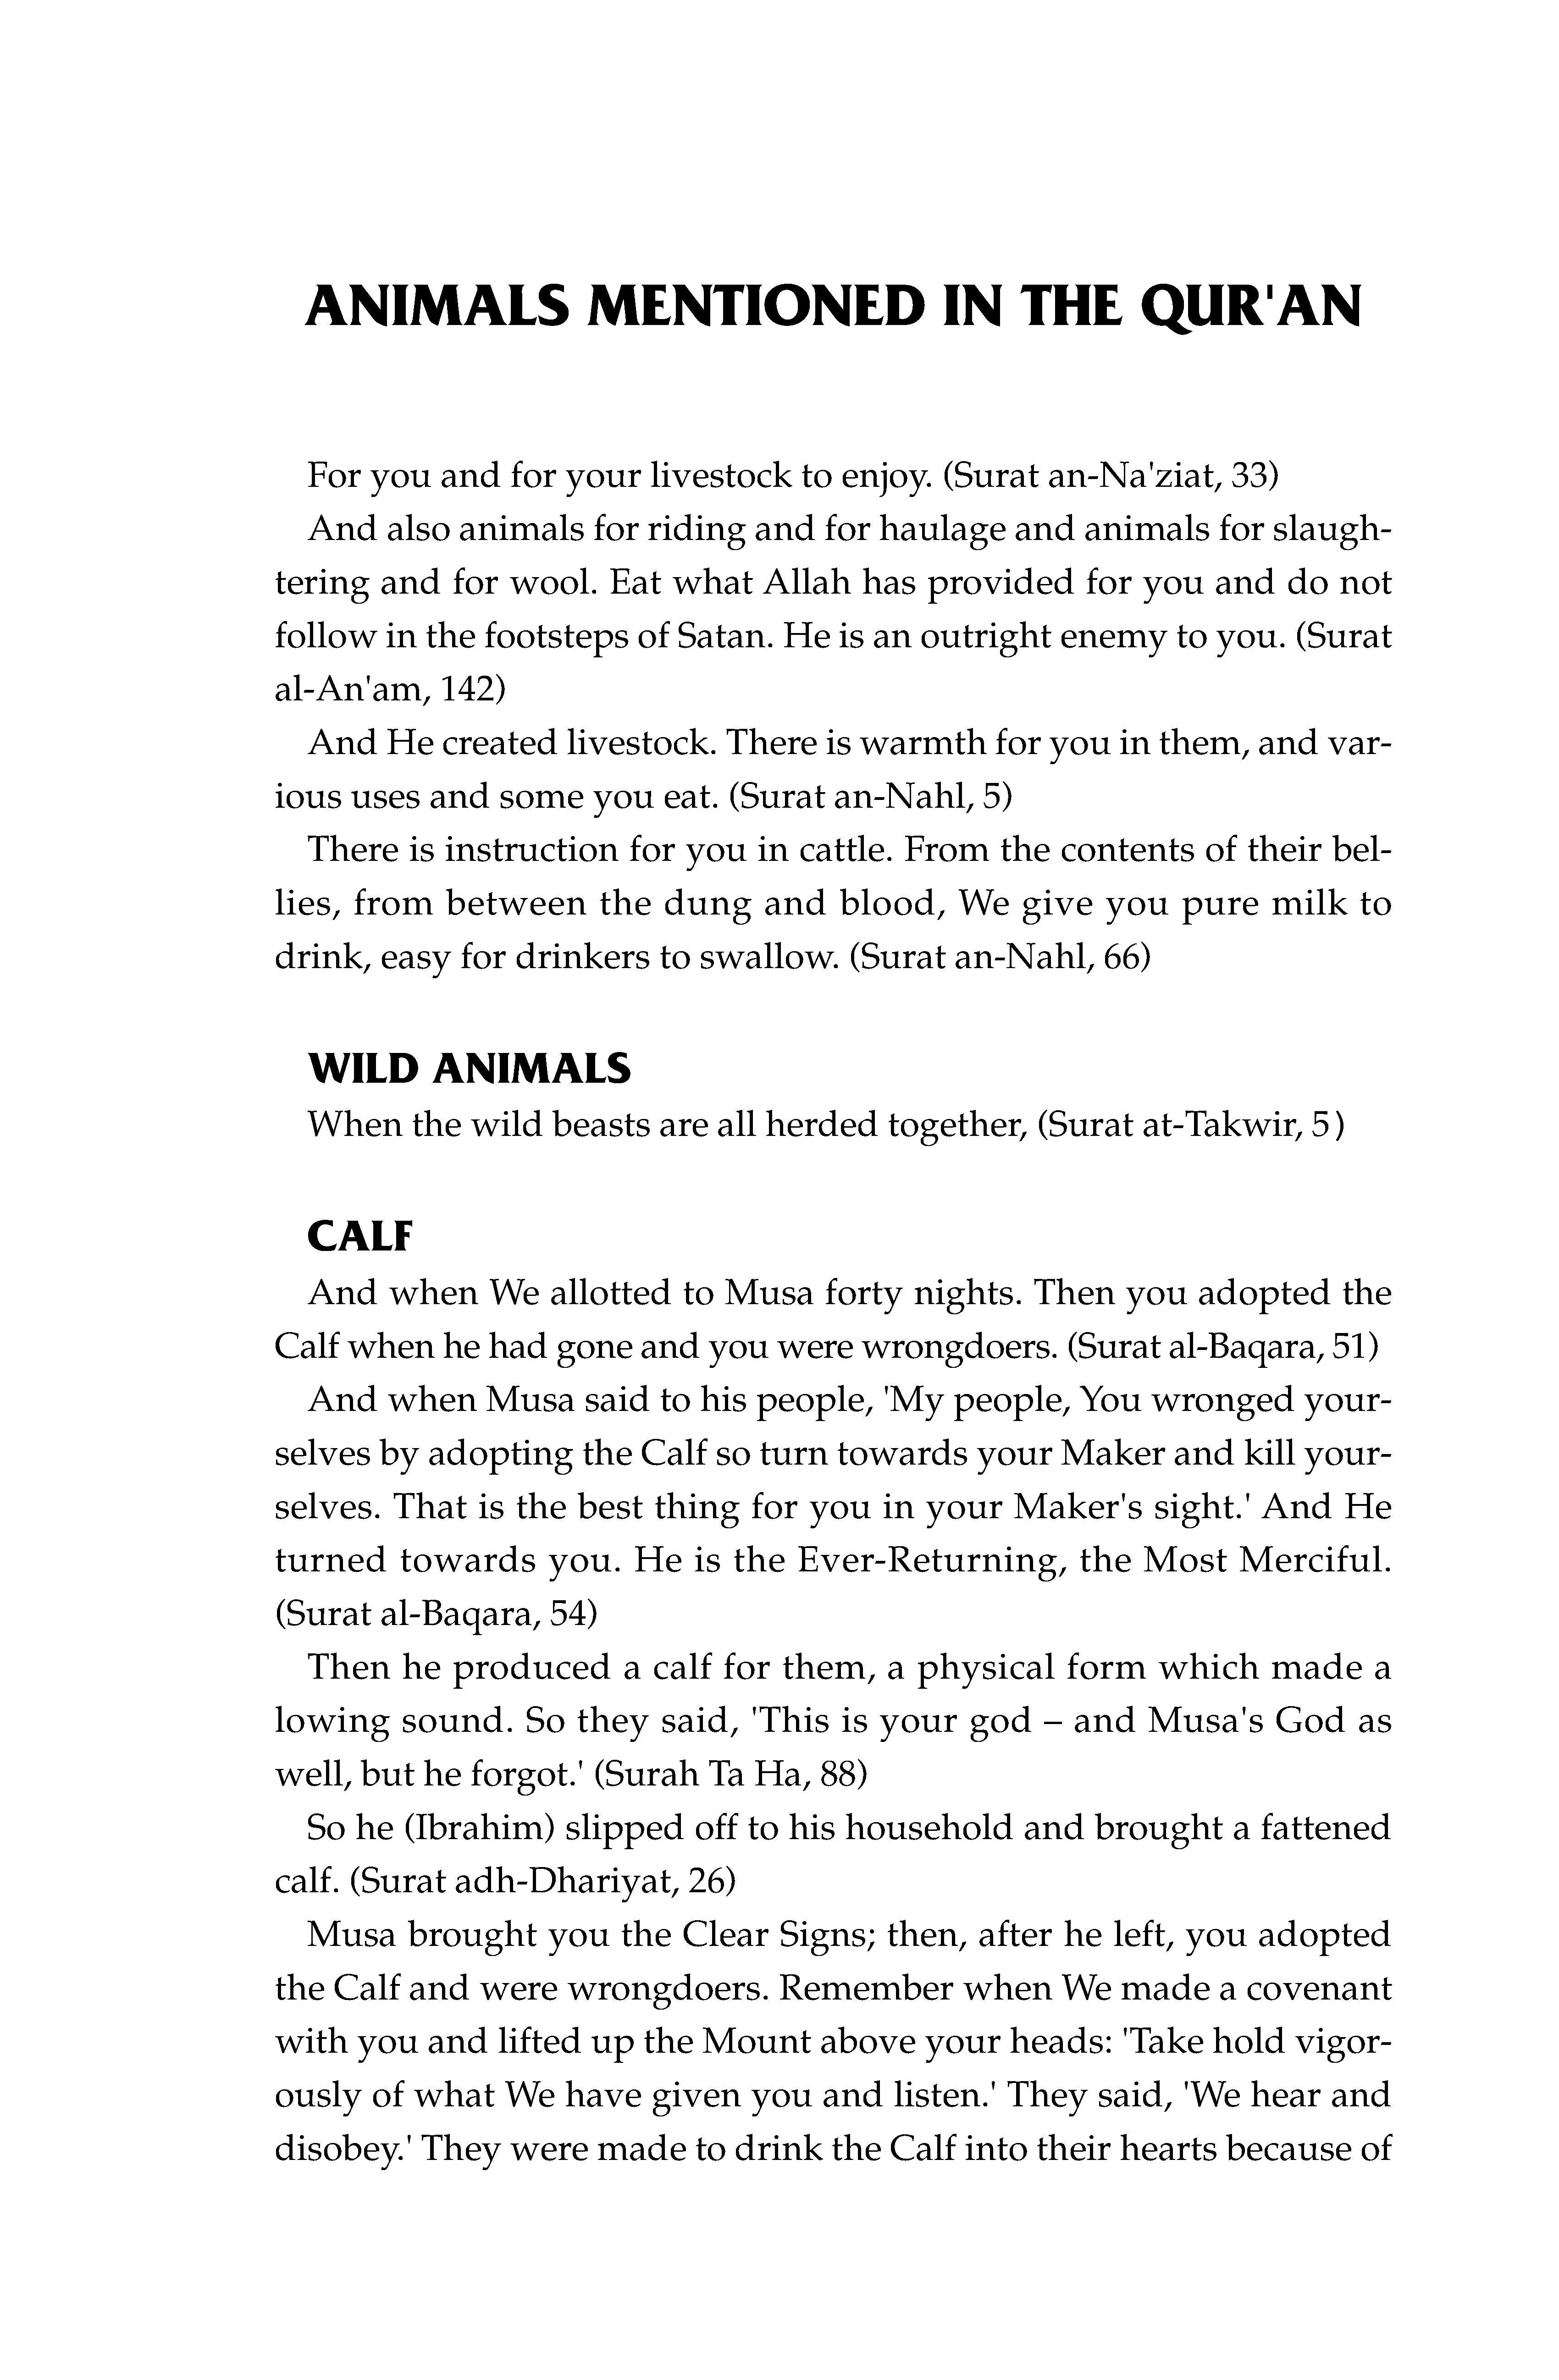 ANIMALS MENTIONED IN THE QUR'AN
For you and for your livestock to enjoy. (Surat an-Na'ziat, 33)
And also animals for riding and for haulage and animals for slaugh-
tering and for wool. Eat what Allah has provided for you and do not
follow in the footsteps of Satan. He is an outright enemy to you. (Surat
al-An'am, 142)
And He created livestock. There is warmth for you in them, and var-
ious uses and some you eat. (Surat an-Nahl, 5)
There is instruction for you in cattle. From the contents of their bel-
lies, from between the dung and blood, We give you pure milk to
drink, easy for drinkers to swallow. (Surat an-Nahl, 66)
WILD ANIMALS
When the wild beasts are all herded together, (Surat at-Takwir, 5)
CALF
And when We allotted to Musa forty nights. Then you adopted the
Calf when he had gone and you were wrongdoers. (Surat al-Baqara, 51)
And when Musa said to his people, 'My people, You wronged your-
selves by adopting the Calf so turn towards your Maker and kill your-
selves. That is the best thing for you in your Maker's sight.' And He
turned towards you. He is the Ever-Returning, the Most Merciful.
(Surat al-Baqara, 54)
Then he produced a calf for them, a physical form which made a
lowing sound. So they said, 'This is your god – and Musa's God as
well, but he forgot.' (Surah Ta Ha, 88)
So he (Ibrahim) slipped off to his household and brought a fattened
calf. (Surat adh-Dhariyat, 26)
Musa brought you the Clear Signs; then, after he left, you adopted
the Calf and were wrongdoers. Remember when We made a covenant
with you and lifted up the Mount above your heads: 'Take hold vigor-
ously of what We have given you and listen.' They said, 'We hear and
disobey.' They were made to drink the Calf into their hearts because of